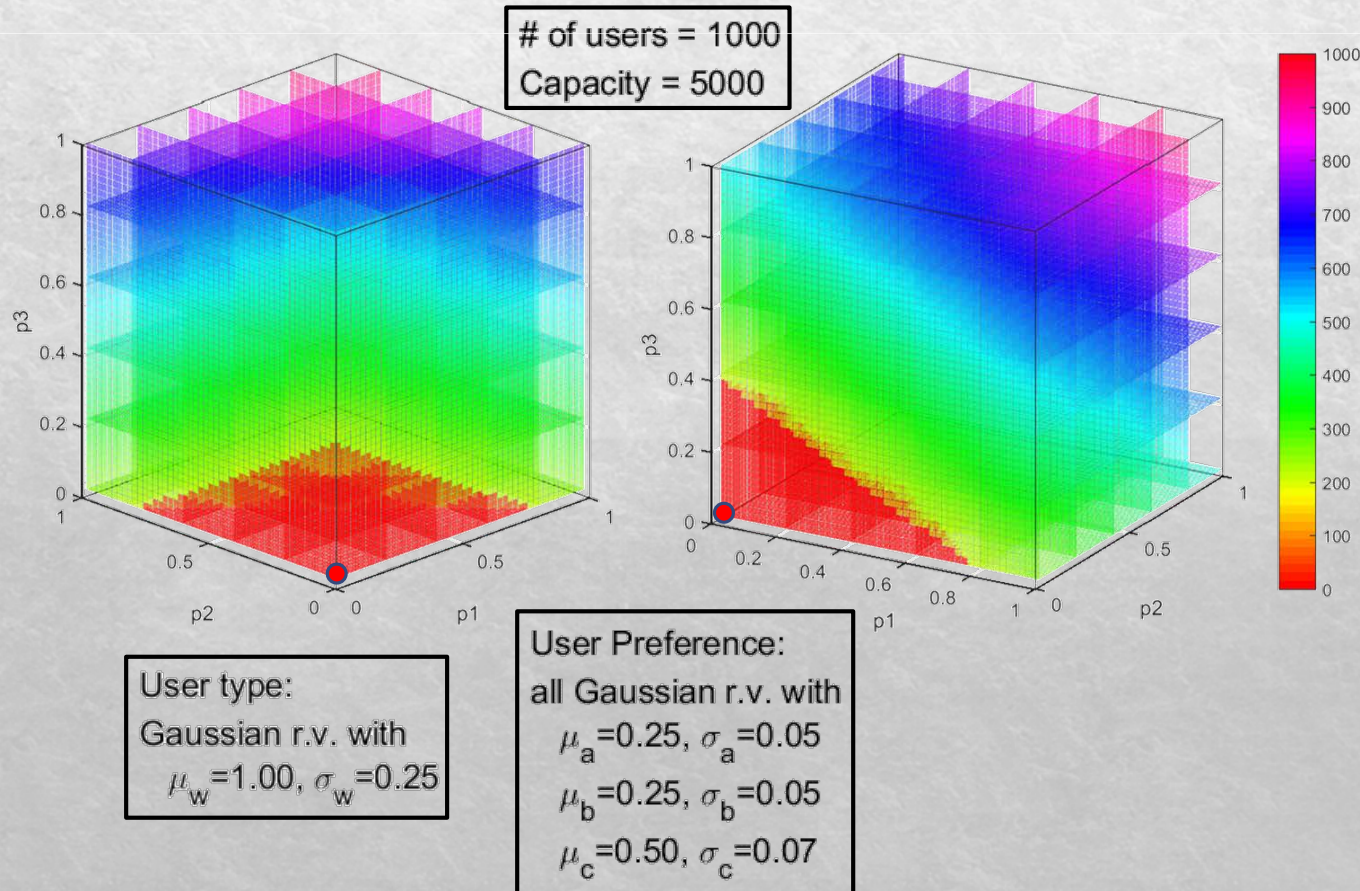 # of users = 1000
Capacity = 5000
1
0.8
0.6
0.4
0.2
0
p3
1
0.5
0
p2
0
0.5
1
p1
1
0.8
0.6
0.4
0.2
0
p3
0
0.2
0.4
0.6
0.8
1
p1
0
0.5
1
p2
1000
900
800
700
600
500
400
300
200
100
0
User type:
Gaussian r.v. with
μw=1.00, σw=0.25
User Preference:
all Gaussian r.v. with
μa=0.25, σa=0.05
μb=0.25, σb=0.05
μc=0.50, σc=0.07